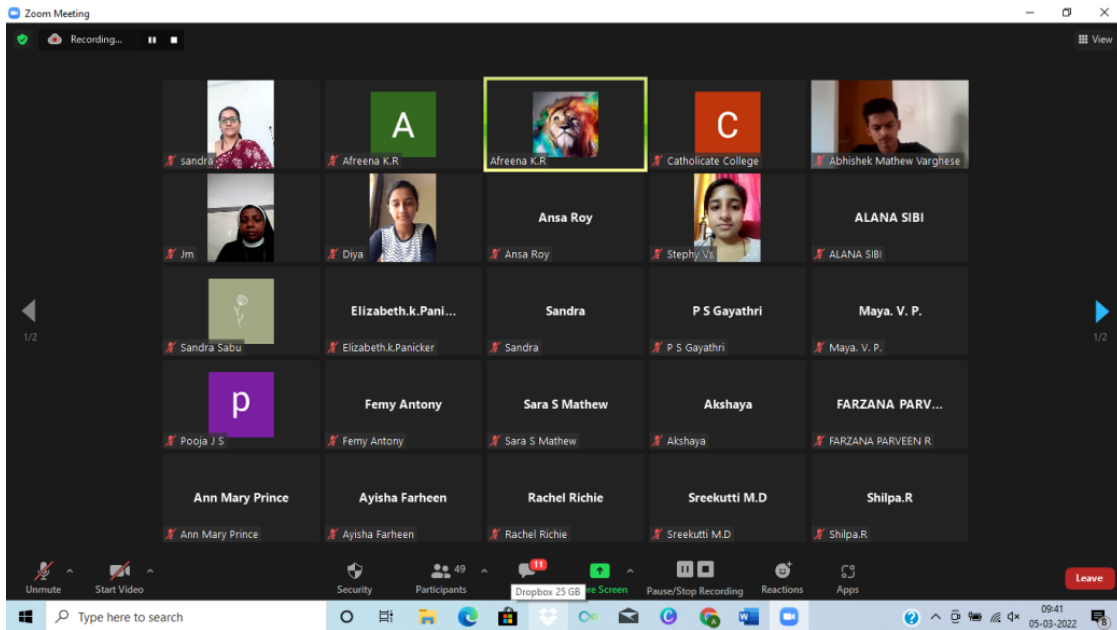 Zoom Meeting
Recording...
View
sandra
A
Afreena K.R
Afreena K.R
C
Catholicate College
Abhishek Mathew Varghese
Jm
Diya
Ansa Roy
Ansa Roy
Stephy Vs
ALANA SIBI
ALANA SIBI
Sandra Sabu
Elizabeth.k.Pani...
Elizabeth.k.Panicker
Sandra
Sandra
P S Gayathri
P S Gayathri
Maya. V. P.
Maya. V. P.
1/2
1/2
p
Pooja J S
Femy Antony
Femy Antony
Sara S Mathew
Sara S Mathew
Akshaya
Akshaya
FARZANA PARV...
FARZANA PARVEEN R
Ann Mary Prince
Ann Mary Prince
Ayisha Farheen
Ayisha Farheen
Rachel Richie
Rachel Richie
Sreekutti M.D
Sreekutti M.D
Shilpa.R
Shilpa.R
Unmute
Start Video
Security
49
Participants
11
Dropbox 25 GB
re Screen
Pause/Stop Recording
Reactions
Apps
Leave
Type here to search
09:41
05-03-2022
8